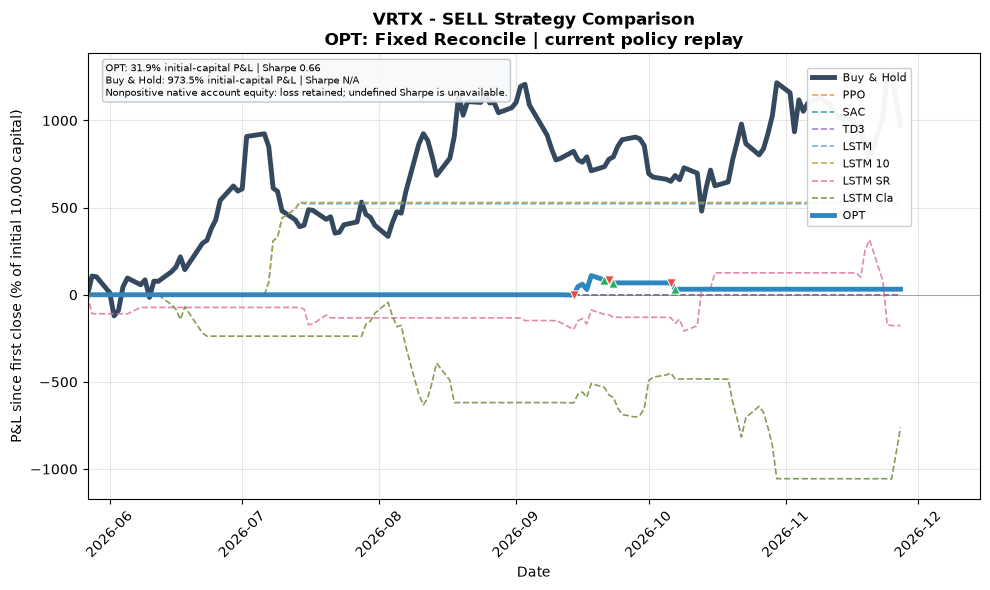 VRTX - SELL Strategy Comparison
OPT: Fixed Reconcile | current policy replay
OPT: 31.9% initial-capital P&L | Sharpe 0.66
Buy & Hold: 973.5% initial-capital P&L | Sharpe N/A
Nonpositive native account equity: loss retained; undefined Sharpe is unavailable.
Buy & Hold
PPO
SAC
TD3
LSTM
LSTM 10
LSTM SR
LSTM Cla
OPT
P&L since first close (% of initial 10,000 capital)
1000
500
0
−500
−1000
2026-06
2026-07
2026-08
2026-09
2026-10
2026-11
2026-12
Date